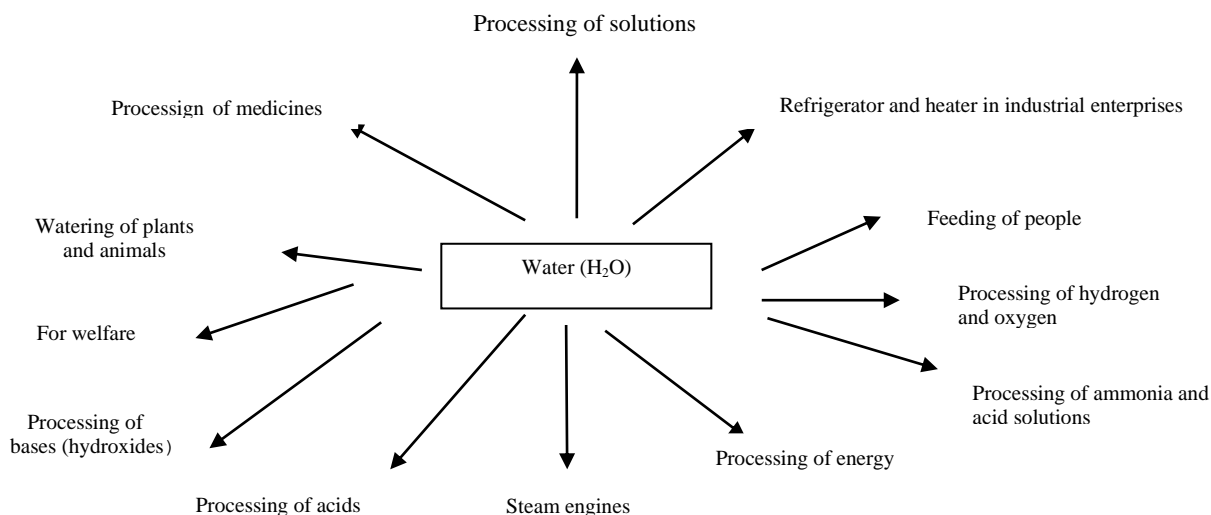 Processing of solutions
Processign of medicines
Refrigerator and heater in industrial enterprises
Watering of plants
and animals
Feeding of people
Water (H₂O)
Processing of hydrogen
and oxygen
For welfare
Processing of ammonia and
acid solutions
Processing of
bases (hydroxides)
Processing of energy
Processing of acids
Steam engines